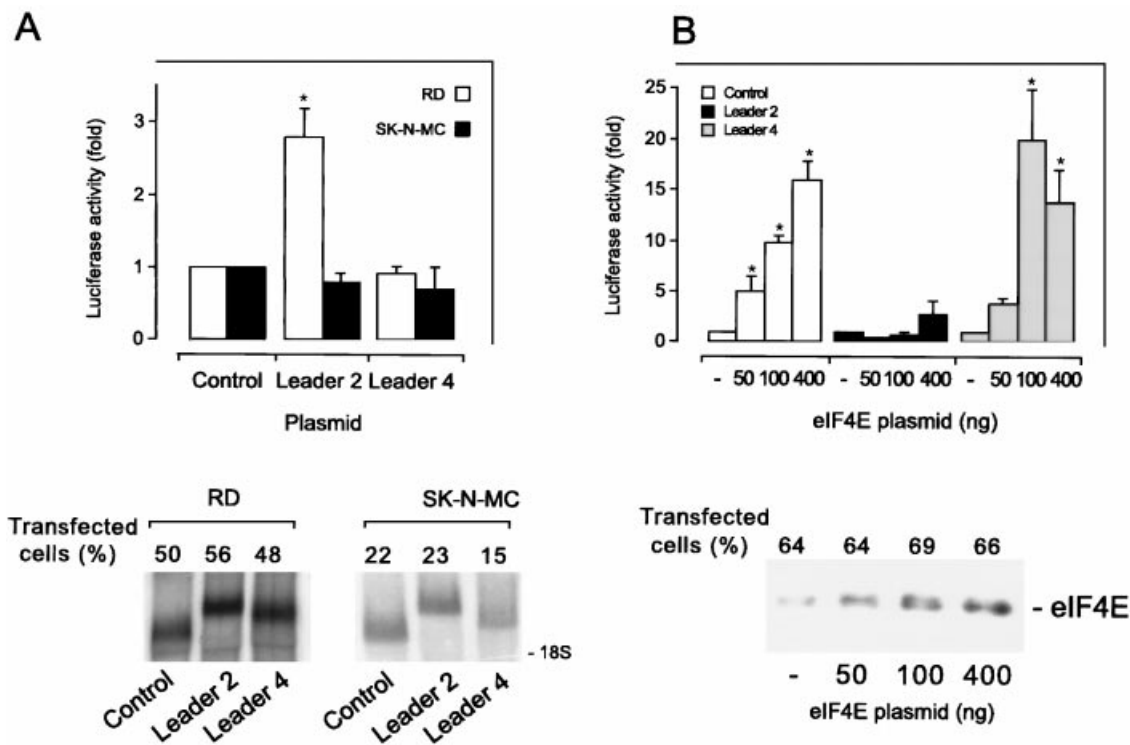 A
Luciferase activity (fold)
3
2
1
0
RD
*
SK-N-MC
Control Leader 2 Leader 4
Plasmid
B
Luciferase activity (fold)
25
20
15
10
5
0
Control
Leader 2
Leader 4
* * * * *
- 50 100 400 - 50 100 400 - 50 100 400
eIF4E plasmid (ng)
RD SK-N-MC
Transfected
cells (%) 50 56 48 22 23 15
- 18S
Control Leader 2 Leader 4 Control Leader 2 Leader 4
Transfected
cells (%) 64 64 69 66
- eIF4E
- 50 100 400
eIF4E plasmid (ng)